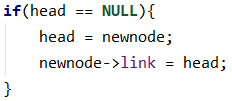 if(head == NULL){
    head = newnode;
    newnode->link = head;
}